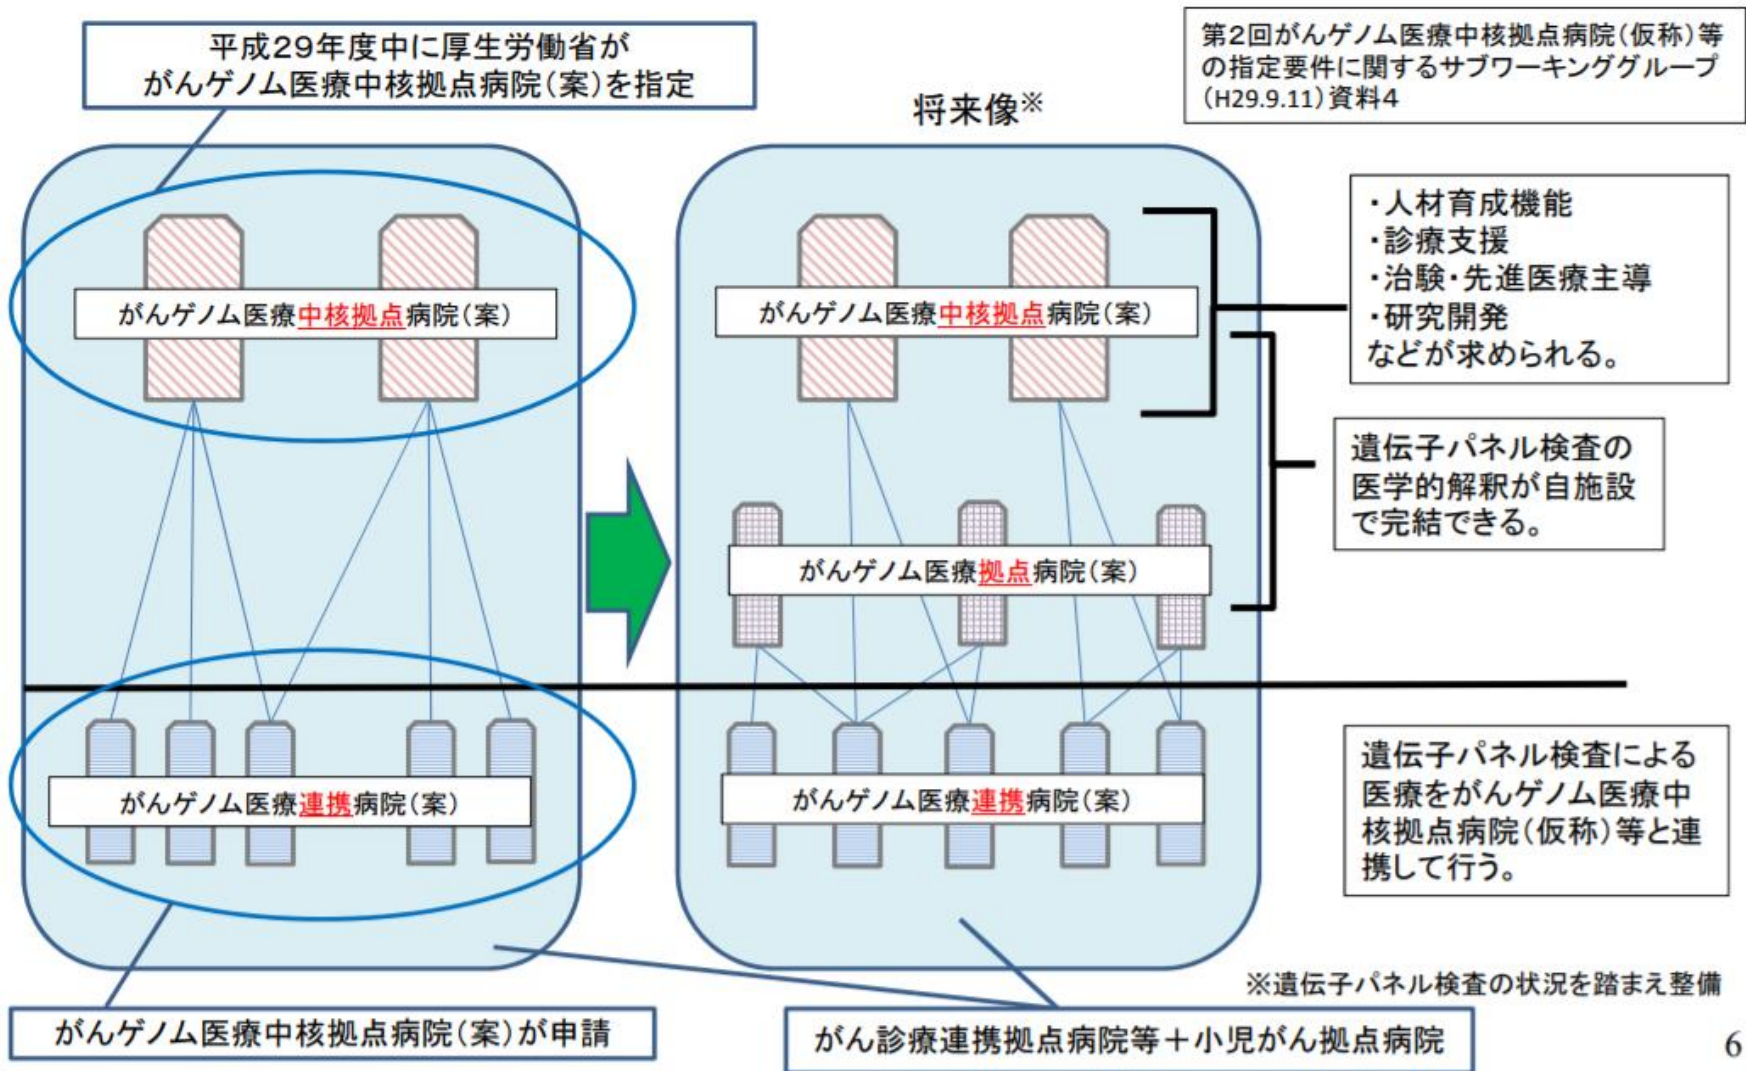 平成29年度中に厚生労働省が
がんゲノム医療中核拠点病院(案)を指定
第2回がんゲノム医療中核拠点病院(仮称)等
の指定要件に関するサブワーキンググループ
(H29.9.11)資料4
将来像※
がんゲノム医療中核拠点病院(案)
がんゲノム医療連携病院(案)
がんゲノム医療中核拠点病院(案)
がんゲノム医療拠点病院(案)
がんゲノム医療連携病院(案)
・人材育成機能
・診療支援
・治験・先進医療主導
・研究開発
などが求められる。
遺伝子パネル検査の
医学的解釈が自施設
で完結できる。
遺伝子パネル検査による
医療をがんゲノム医療中
核拠点病院(仮称)等と連
携して行う。
※遺伝子パネル検査の状況を踏まえ整備
がんゲノム医療中核拠点病院(案)が申請
がん診療連携拠点病院等+小児がん拠点病院
6